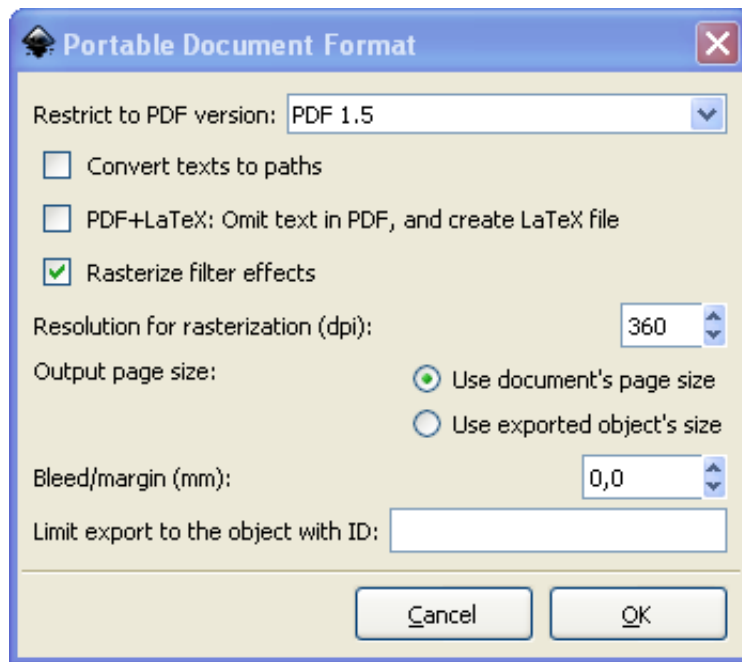 Portable Document Format
Restrict to PDF version: PDF 1.5
Convert texts to paths
PDF+LaTeX: Omit text in PDF, and create LaTeX file
Rasterize filter effects
Resolution for rasterization (dpi): 360
Output page size: Use document's page size
Use exported object's size
Bleed/margin (mm): 0,0
Limit export to the object with ID:
Cancel OK